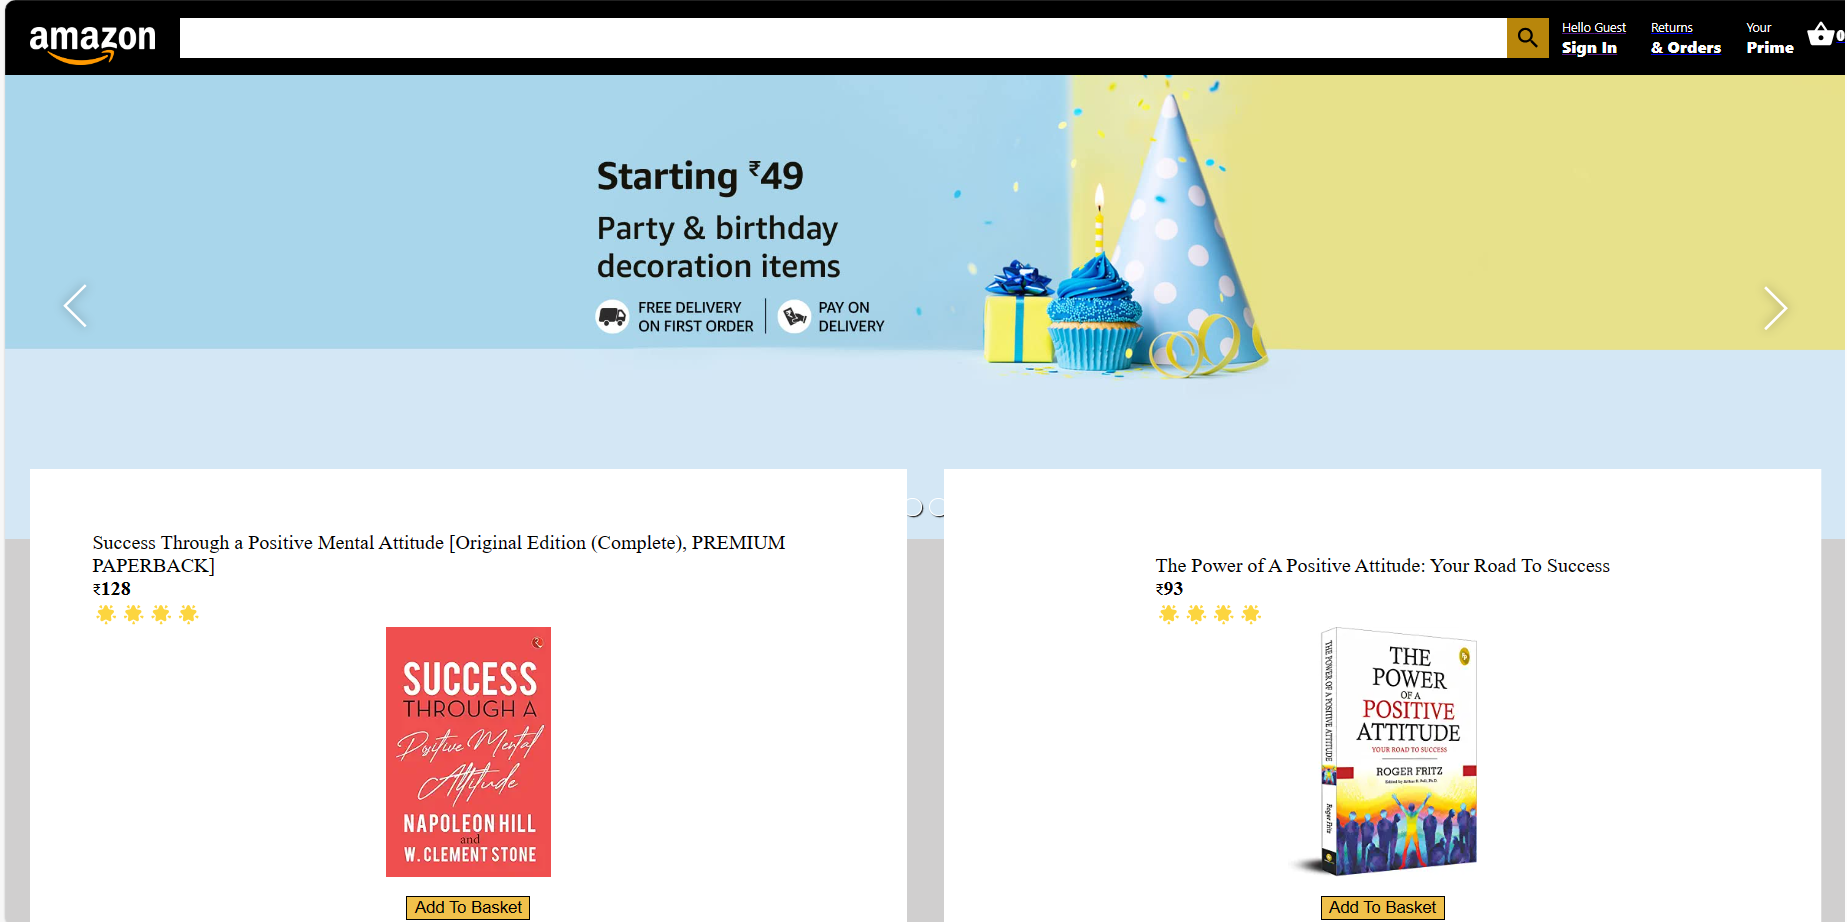 amazon
Hello Guest
Sign In
Returns
& Orders
Your
Prime
0
Starting ₹49
Party & birthday
decoration items
FREE DELIVERY
ON FIRST ORDER
PAY ON
DELIVERY
Success Through a Positive Mental Attitude [Original Edition (Complete), PREMIUM
PAPERBACK]
₹128
SUCCESS
THROUGH A
Positive Mental
Attitude
NAPOLEON HILL
and
W. CLEMENT STONE
Add To Basket
The Power of A Positive Attitude: Your Road To Success
₹93
THE POWER OF A POSITIVE ATTITUDE
Roger Fritz
THE
POWER
OF A
POSITIVE
ATTITUDE
YOUR ROAD TO SUCCESS
ROGER FRITZ
Add To Basket